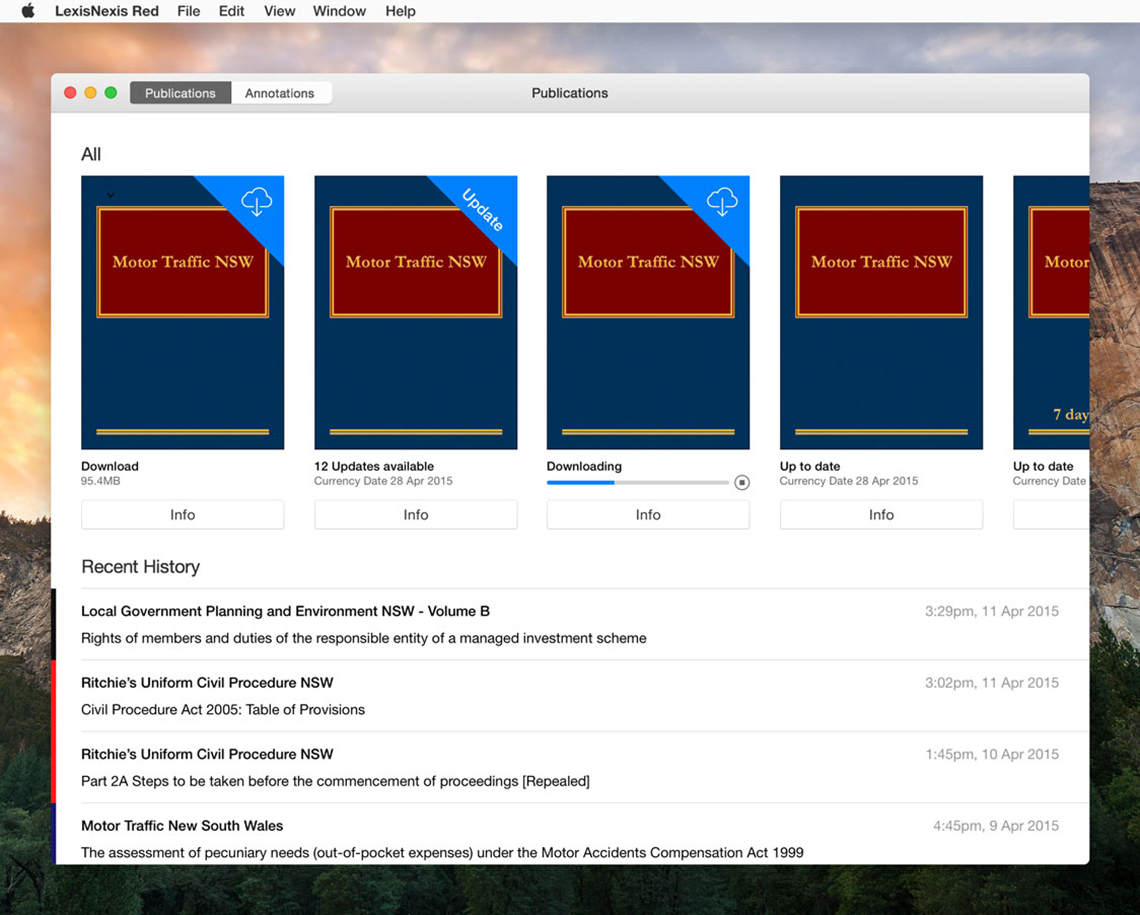 LexisNexis Red File Edit View Window Help
Publications Annotations Publications
All
Update
Motor Traffic NSW Motor Traffic NSW Motor Traffic NSW Motor Traffic NSW Motor
7 day
Download 12 Updates available Downloading Up to date Up to date
95.4MB Currency Date 28 Apr 2015 Currency Date 28 Apr 2015 Currency Date
Info Info Info Info
Recent History
Local Government Planning and Environment NSW - Volume B 3:29pm, 11 Apr 2015
Rights of members and duties of the responsible entity of a managed investment scheme
Ritchie’s Uniform Civil Procedure NSW 3:02pm, 11 Apr 2015
Civil Procedure Act 2005: Table of Provisions
Ritchie’s Uniform Civil Procedure NSW 1:45pm, 10 Apr 2015
Part 2A Steps to be taken before the commencement of proceedings [Repealed]
Motor Traffic New South Wales 4:45pm, 9 Apr 2015
The assessment of pecuniary needs (out-of-pocket expenses) under the Motor Accidents Compensation Act 1999